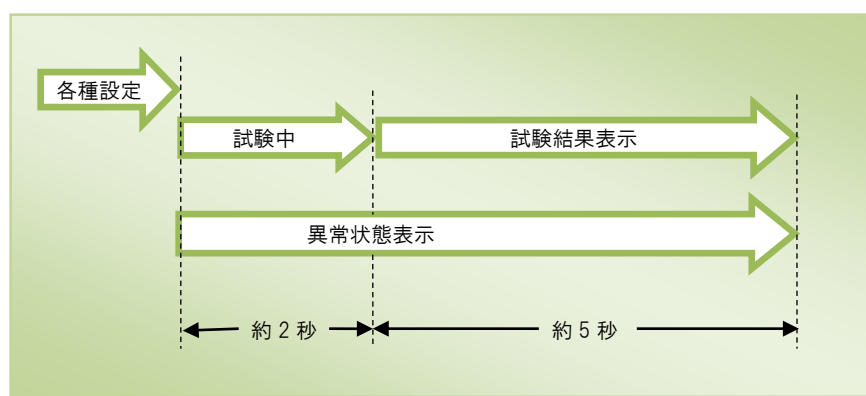 各種設定
試験中
試験結果表示
異常状態表示
約2秒
約5秒